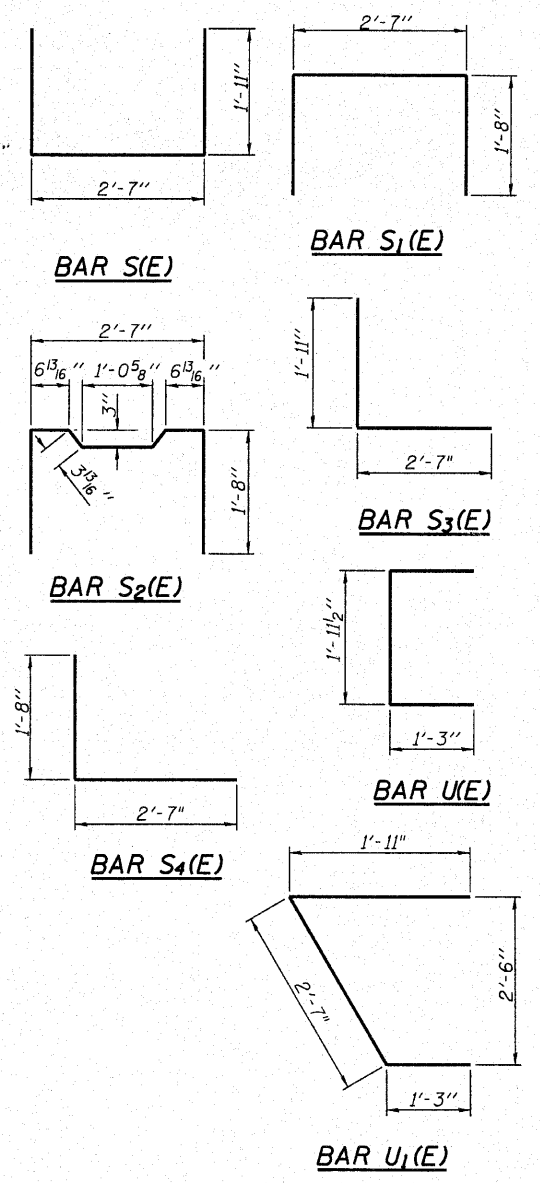 2'-7"
1'-11"
BAR S(E)
2'-7"
1'-8"
BAR S1(E)
2'-7"
6 13/16" 1'-0 5/8" 6 13/16"
3"
3 13/16"
1'-8"
BAR S2(E)
1'-11"
2'-7"
BAR S3(E)
1'-8"
2'-7"
BAR S4(E)
1'-11 1/2"
1'-3"
BAR U(E)
1'-11"
2'-7"
2'-6"
1'-3"
BAR U1(E)